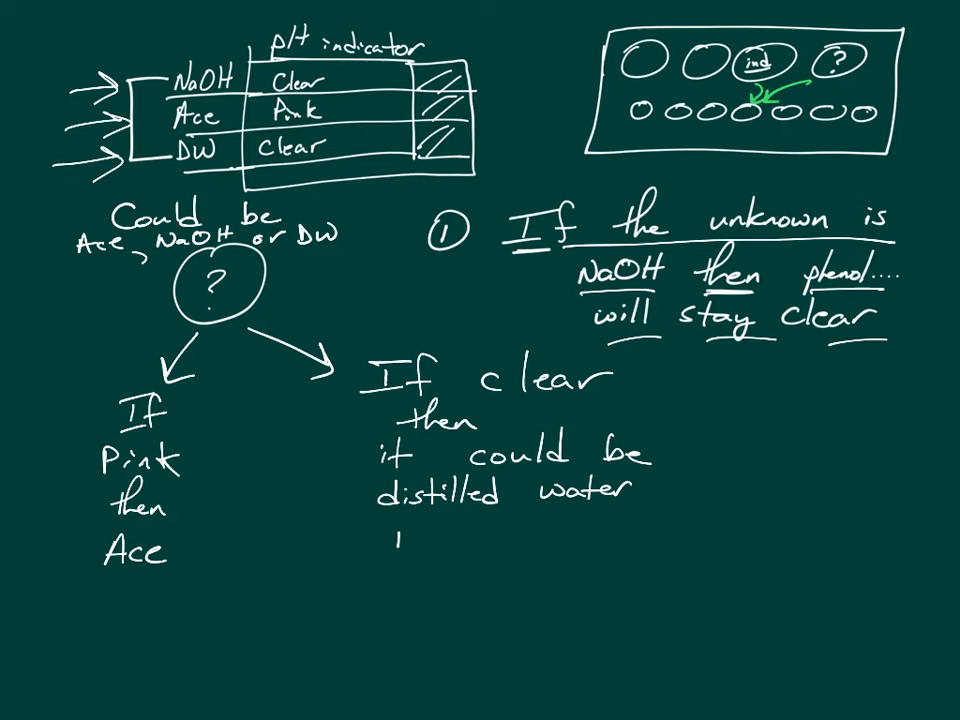 pH indicator
NaOH Clear
Ace Pink
DW Clear
ind ?
Could be
Ace, NaOH or DW
?
① If the unknown is
NaOH then phenol....
will stay clear
If
Pink
then
Ace
If clear
then
it could be
distilled water